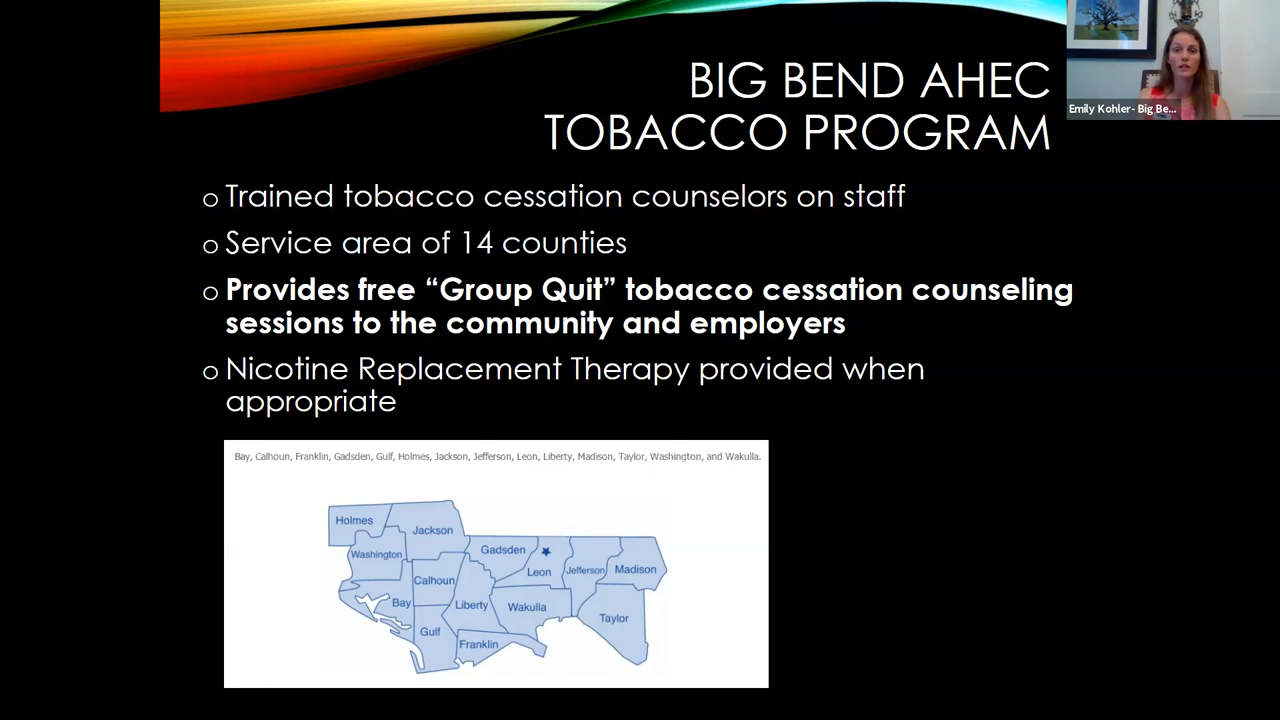 BIG BEND AHEC
TOBACCO PROGRAM
Emily Kohler- Big Be...
o Trained tobacco cessation counselors on staff
o Service area of 14 counties
o Provides free “Group Quit” tobacco cessation counseling
sessions to the community and employers
o Nicotine Replacement Therapy provided when
appropriate
Bay, Calhoun, Franklin, Gadsden, Gulf, Holmes, Jackson, Jefferson, Leon, Liberty, Madison, Taylor, Washington, and Wakulla.
Holmes
Jackson
Washington
Gadsden
Leon
Jefferson
Madison
Calhoun
Bay
Liberty
Wakulla
Taylor
Gulf
Franklin